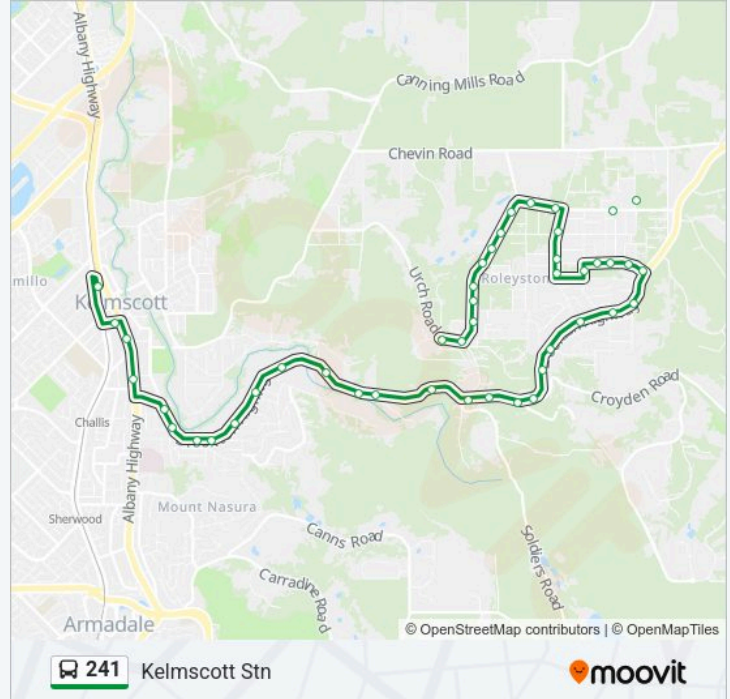 Albany Highway
Canning Mills Road
Chevin Road
Urch Road
Roleystone
millo
Kelmscott
Croyden Road
Challis
Albany Highway
Mount Nasura
Sherwood
Canns Road
Soldiers Road
Carradine Road
Armadale
© OpenStreetMap contributors | © OpenMapTiles
241 Kelmscott Stn
moovit